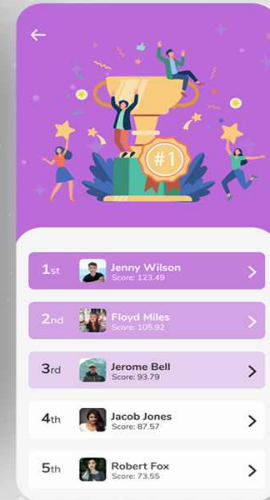 #1
1st
Jenny Wilson
Score: 123.49
2nd
Floyd Miles
Score: 105.92
3rd
Jerome Bell
Score: 93.79
4th
Jacob Jones
Score: 87.57
5th
Robert Fox
Score: 73.55